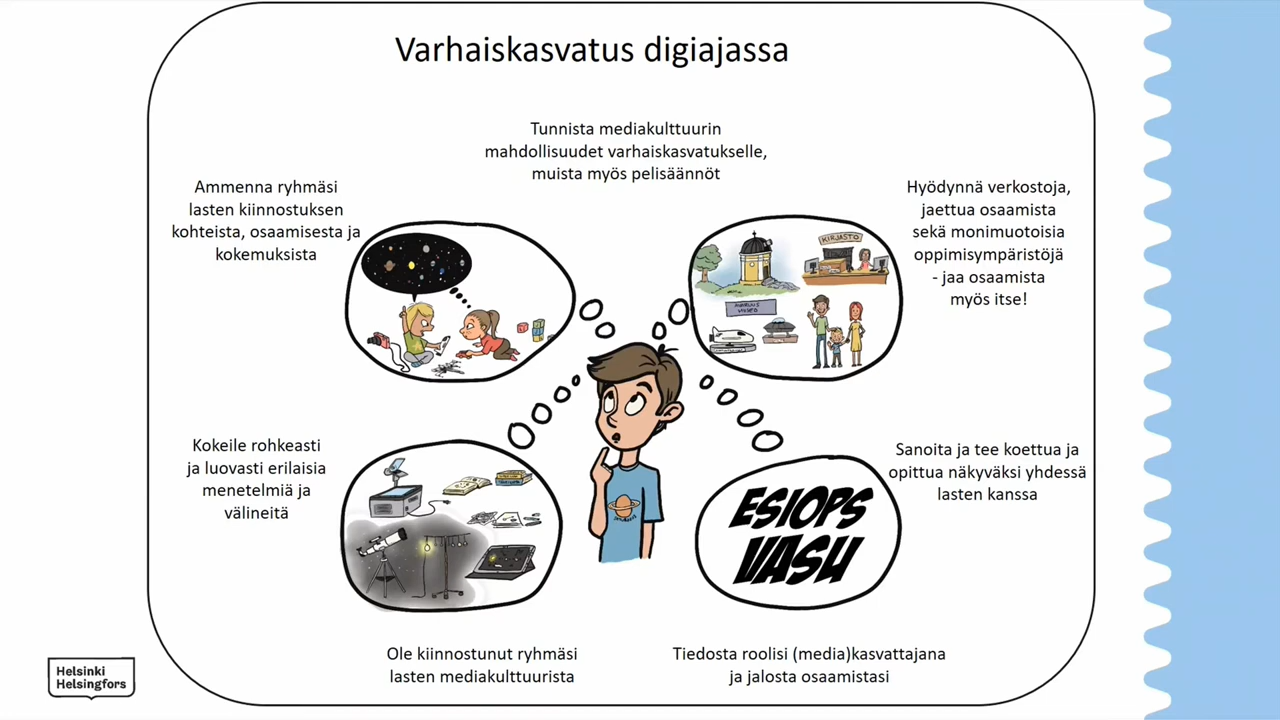 Varhaiskasvatus digiajassa
Tunnista mediakulttuurin
mahdollisuudet varhaiskasvatukselle,
muista myös pelisäännöt
Ammenna ryhmäsi
lasten kiinnostuksen
kohteista, osaamisesta ja
kokemuksista
Hyödynnä verkostoja,
jaettua osaamista
sekä monimuotoisia
oppimisympäristöjä
- jaa osaamista
myös itse!
KIRJASTO
Kokeile rohkeasti
ja luovasti erilaisia
menetelmiä ja
välineitä
Sanoita ja tee koettua ja
opittua näkyväksi yhdessä
lasten kanssa
ESIOPS
VASU
Ole kiinnostunut ryhmäsi
lasten mediakulttuurista
Tiedosta roolisi (media)kasvattajana
ja jalosta osaamistasi
Helsinki
Helsingfors